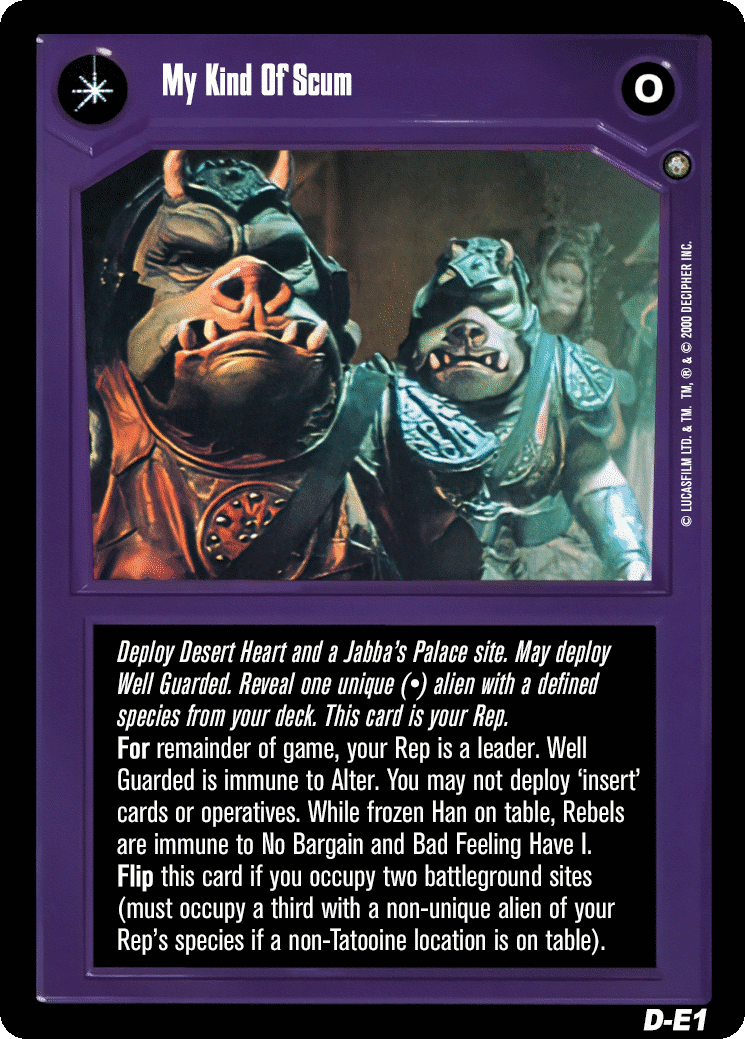 My Kind Of Scum
O
© LUCASFILM LTD. & TM. TM, ® & © 2000 DECIPHER INC.
Deploy Desert Heart and a Jabba's Palace site. May deploy
Well Guarded. Reveal one unique (•) alien with a defined
species from your deck. This card is your Rep.
For remainder of game, your Rep is a leader. Well
Guarded is immune to Alter. You may not deploy ‘insert’
cards or operatives. While frozen Han on table, Rebels
are immune to No Bargain and Bad Feeling Have I.
Flip this card if you occupy two battleground sites
(must occupy a third with a non-unique alien of your
Rep's species if a non-Tatooine location is on table).
D-E1